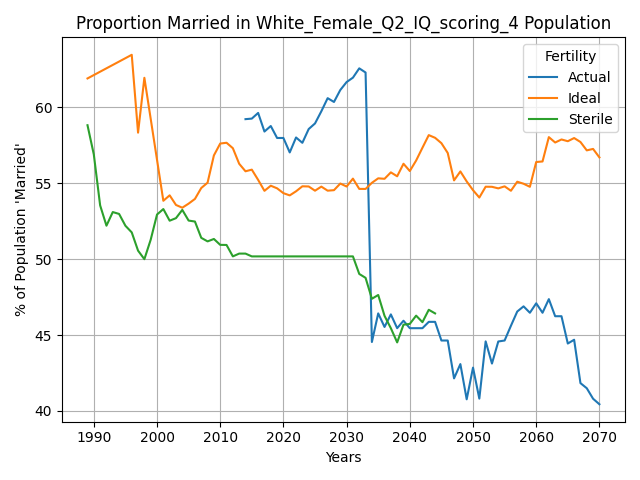 Proportion Married in White_Female_Q2_IQ_scoring_4 Population
% of Population 'Married'
60
55
50
45
40
Fertility
Actual
Ideal
Sterile
1990 2000 2010 2020 2030 2040 2050 2060 2070
Years